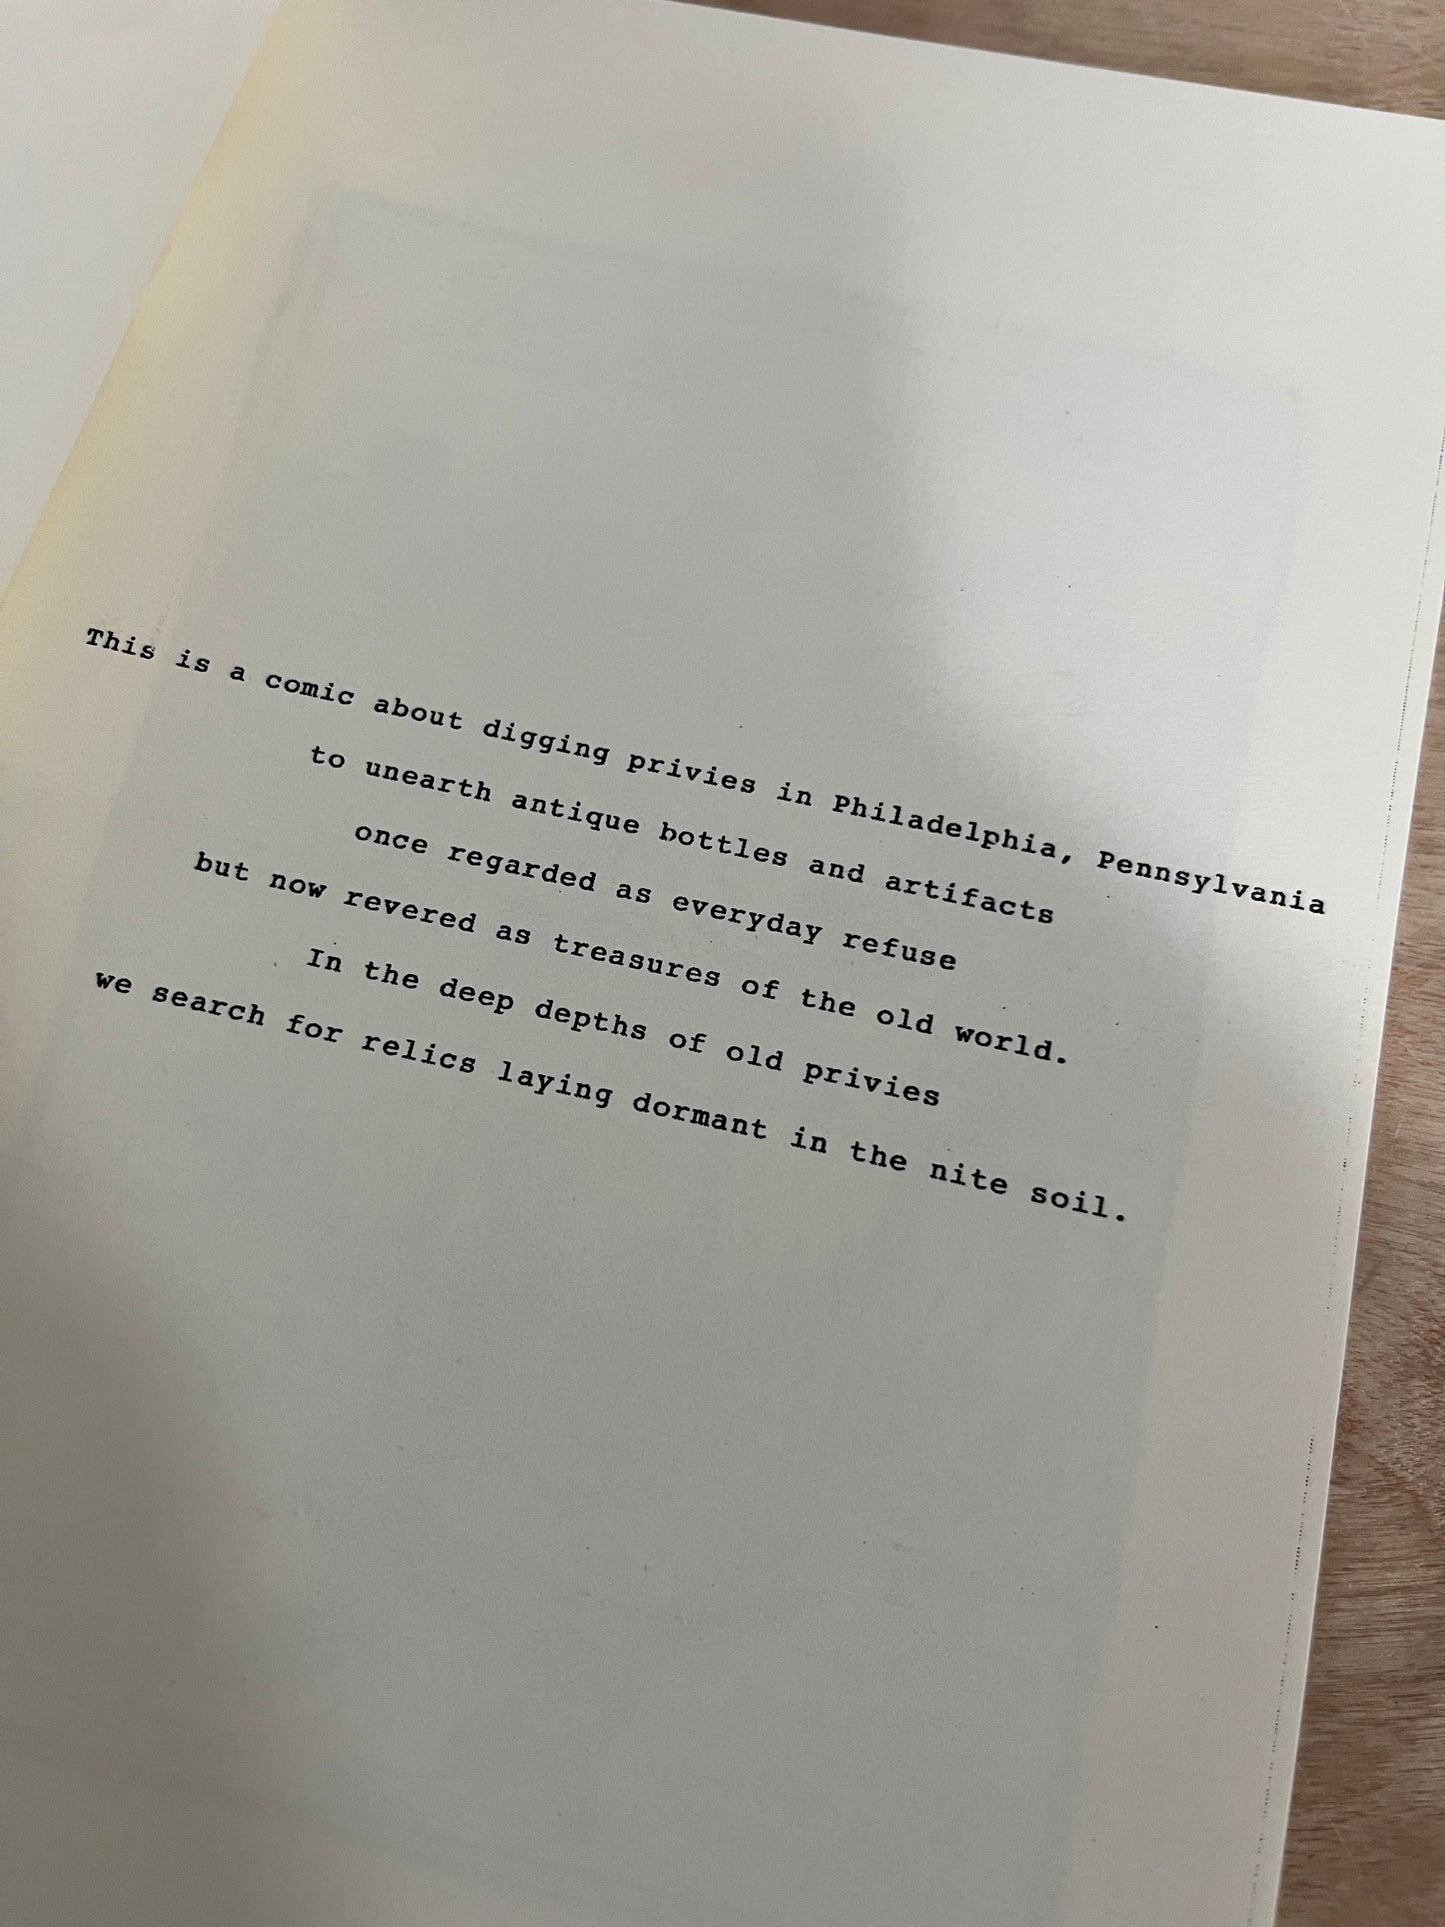 This is a comic about digging privies in Philadelphia, Pennsylvania
to unearth antique bottles and artifacts
once regarded as everyday refuse
but now revered as treasures of the old world.
In the deep depths of old privies
we search for relics laying dormant in the nite soil.